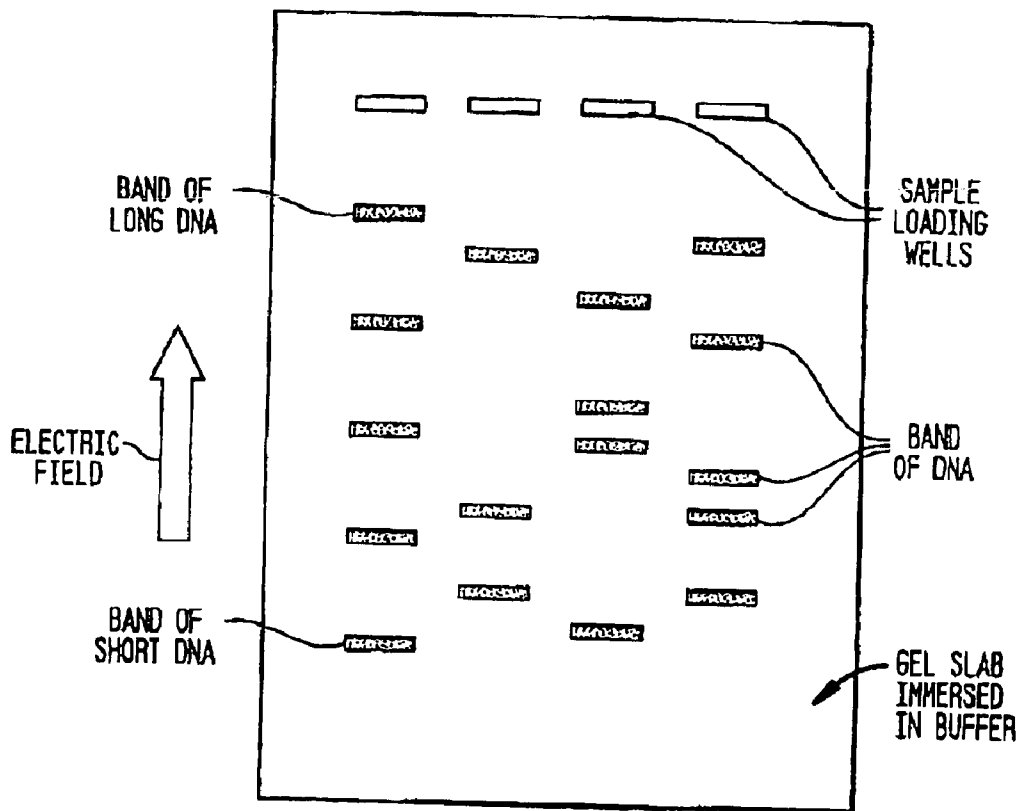 BAND OF
LONG DNA
SAMPLE
LOADING
WELLS
ELECTRIC
FIELD
BAND
OF DNA
BAND OF
SHORT DNA
GEL SLAB
IMMERSED
IN BUFFER